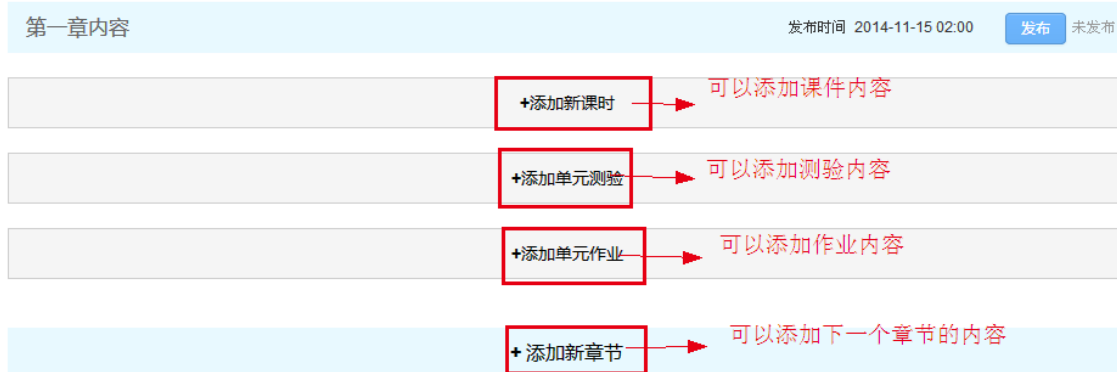 第一章内容 发布时间 2014-11-15 02:00 发布 未发布
+添加新课时 可以添加课件内容
+添加单元测验 可以添加测验内容
+添加单元作业 可以添加作业内容
+ 添加新章节 可以添加下一个章节的内容